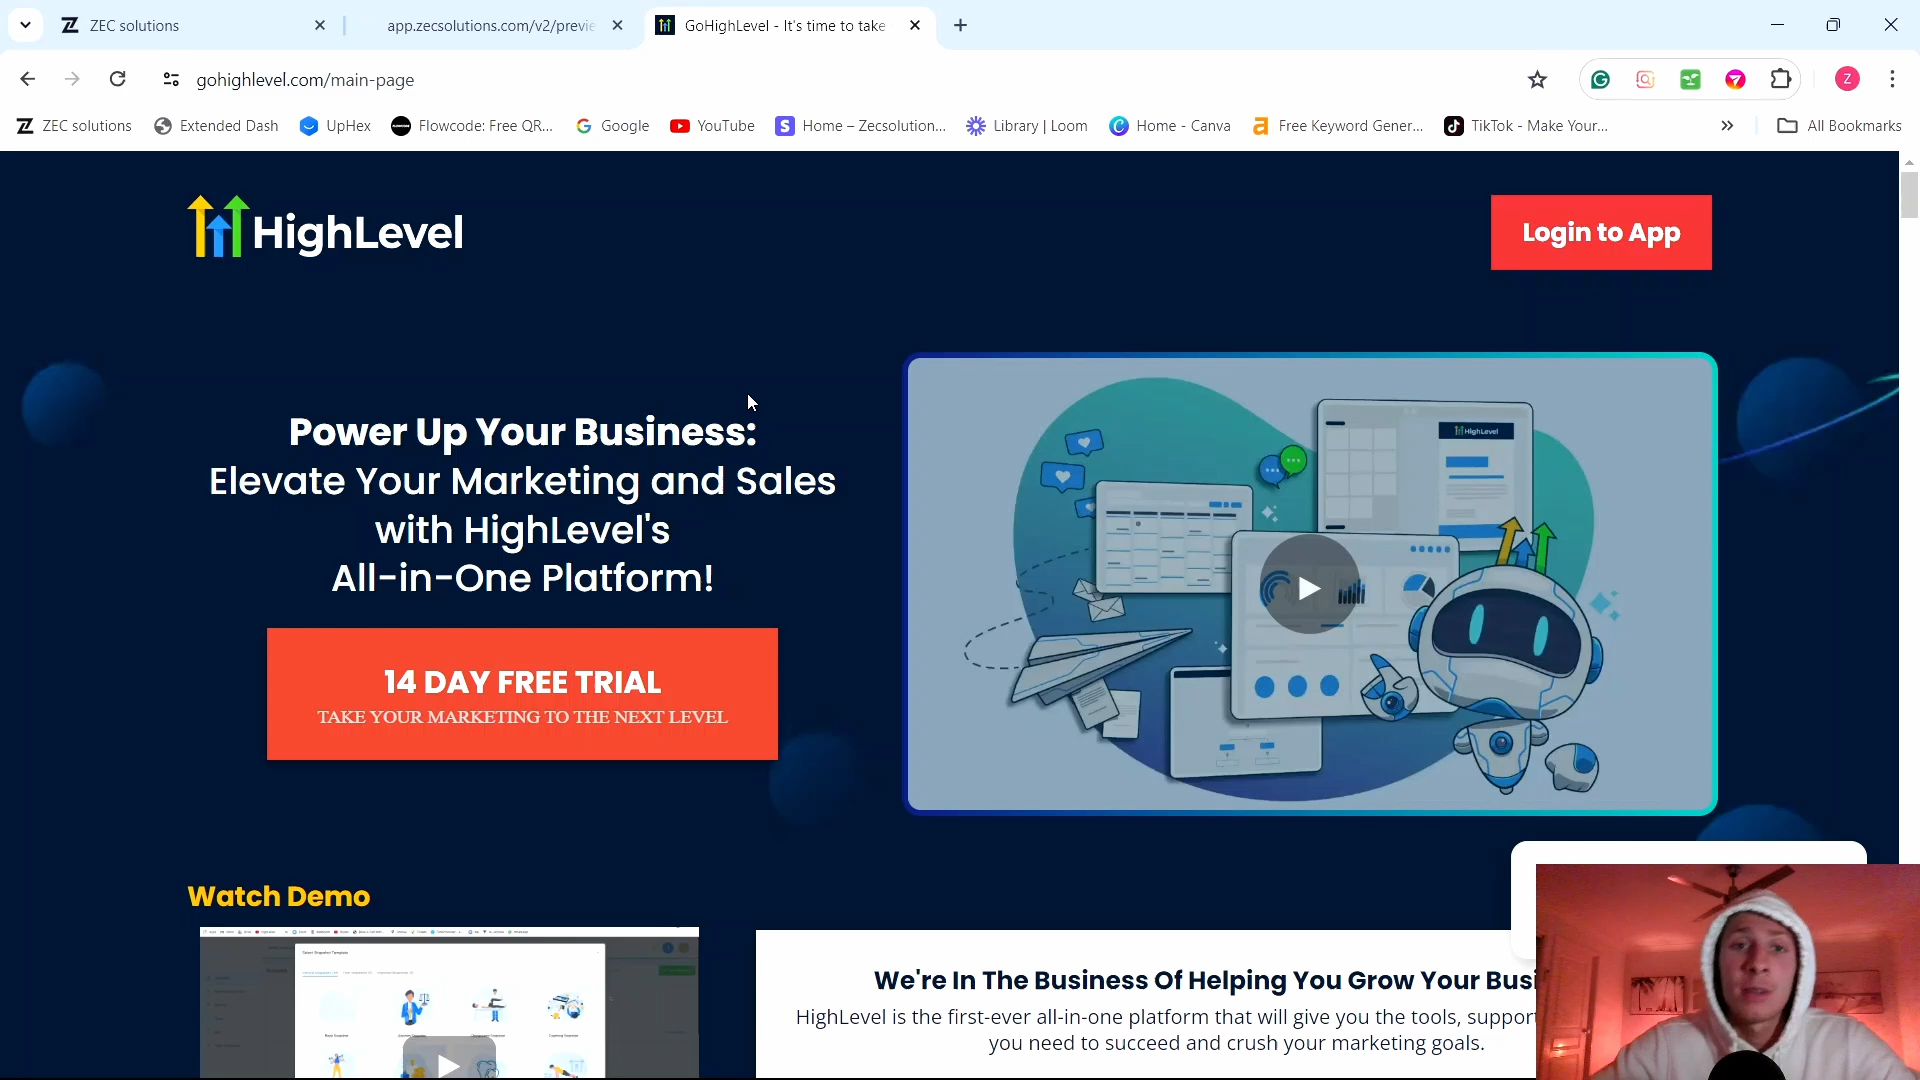 ZEC solutions
app.zecsolutions.com/v2/previe
GoHighLevel - It's time to take
gohighlevel.com/main-page
Z
ZEC solutions
Extended Dash
UpHex
Flowcode: Free QR...
Google
YouTube
Home – Zecsolution...
Library | Loom
Home - Canva
Free Keyword Gener...
TikTok - Make Your...
All Bookmarks
HighLevel
Login to App
HighLevel
Power Up Your Business:
Elevate Your Marketing and Sales
with HighLevel's
All-in-One Platform!
14 DAY FREE TRIAL
TAKE YOUR MARKETING TO THE NEXT LEVEL
Watch Demo
We're In The Business Of Helping You Grow Your Busi
HighLevel is the first-ever all-in-one platform that will give you the tools, suppor
you need to succeed and crush your marketing goals.